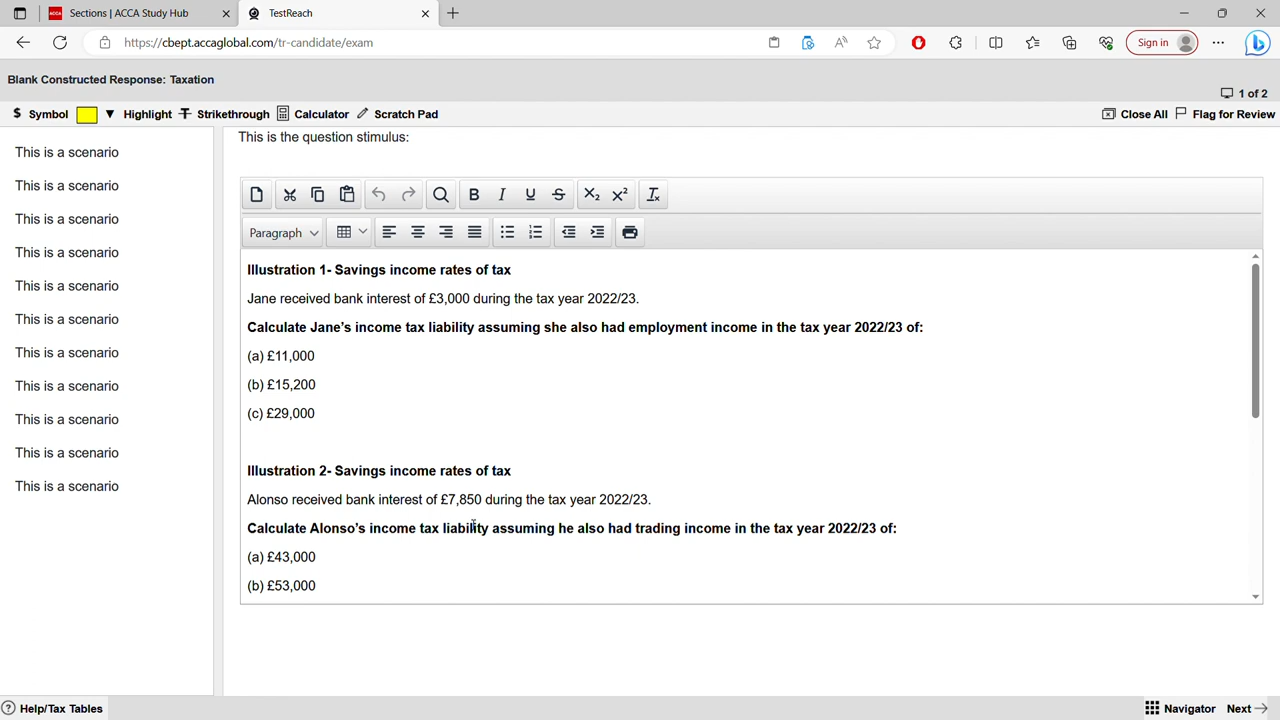 Sections | ACCA Study Hub
TestReach
https://cbept.accaglobal.com/tr-candidate/exam
Sign in
Blank Constructed Response: Taxation
1 of 2
$ Symbol Highlight Strikethrough Calculator Scratch Pad
Close All Flag for Review
This is a scenario
This is a scenario
This is a scenario
This is a scenario
This is a scenario
This is a scenario
This is a scenario
This is a scenario
This is a scenario
This is a scenario
This is a scenario
This is the question stimulus:
Paragraph
Illustration 1- Savings income rates of tax
Jane received bank interest of £3,000 during the tax year 2022/23.
Calculate Jane's income tax liability assuming she also had employment income in the tax year 2022/23 of:
(a) £11,000
(b) £15,200
(c) £29,000
Illustration 2- Savings income rates of tax
Alonso received bank interest of £7,850 during the tax year 2022/23.
Calculate Alonso's income tax liability assuming he also had trading income in the tax year 2022/23 of:
(a) £43,000
(b) £53,000
Help/Tax Tables
Navigator Next